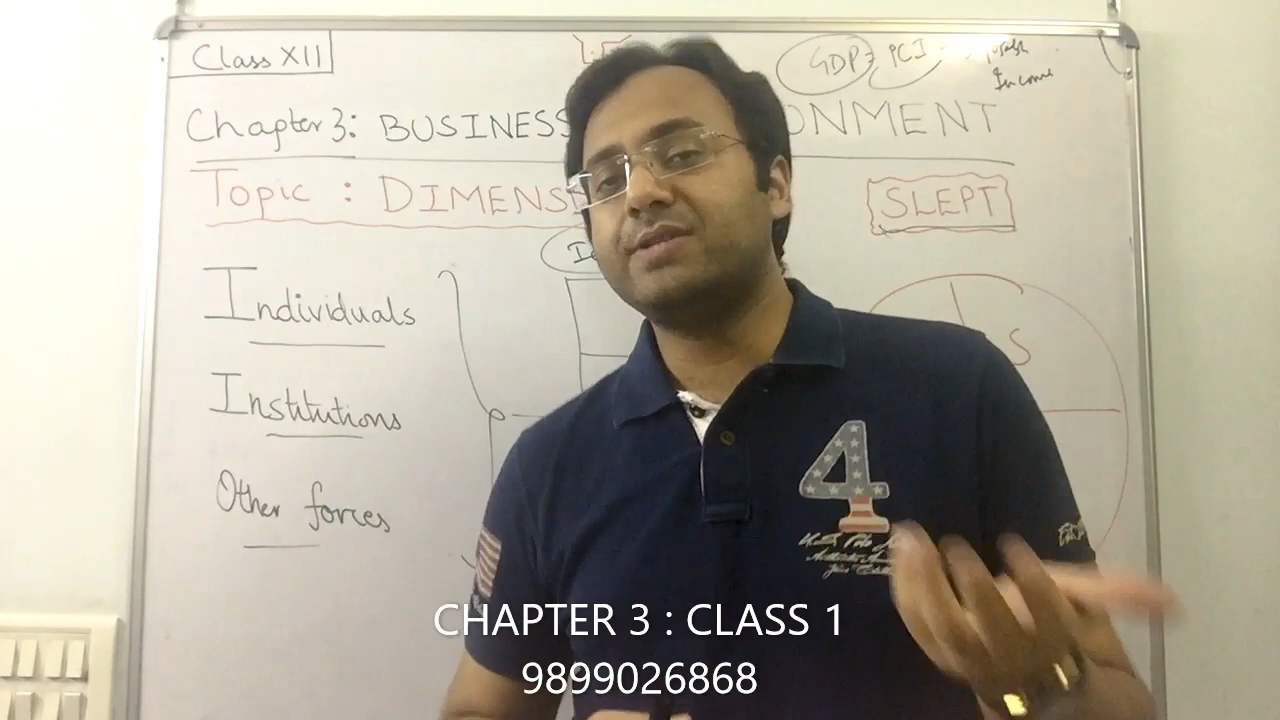 Class XII
GDP PCI
Income
Chapter 3: BUSINESS ONMENT
Topic : DIMENS
SLEPT
Individuals
S
Institutions
Other forces
4
CHAPTER 3 : CLASS 1
9899026868